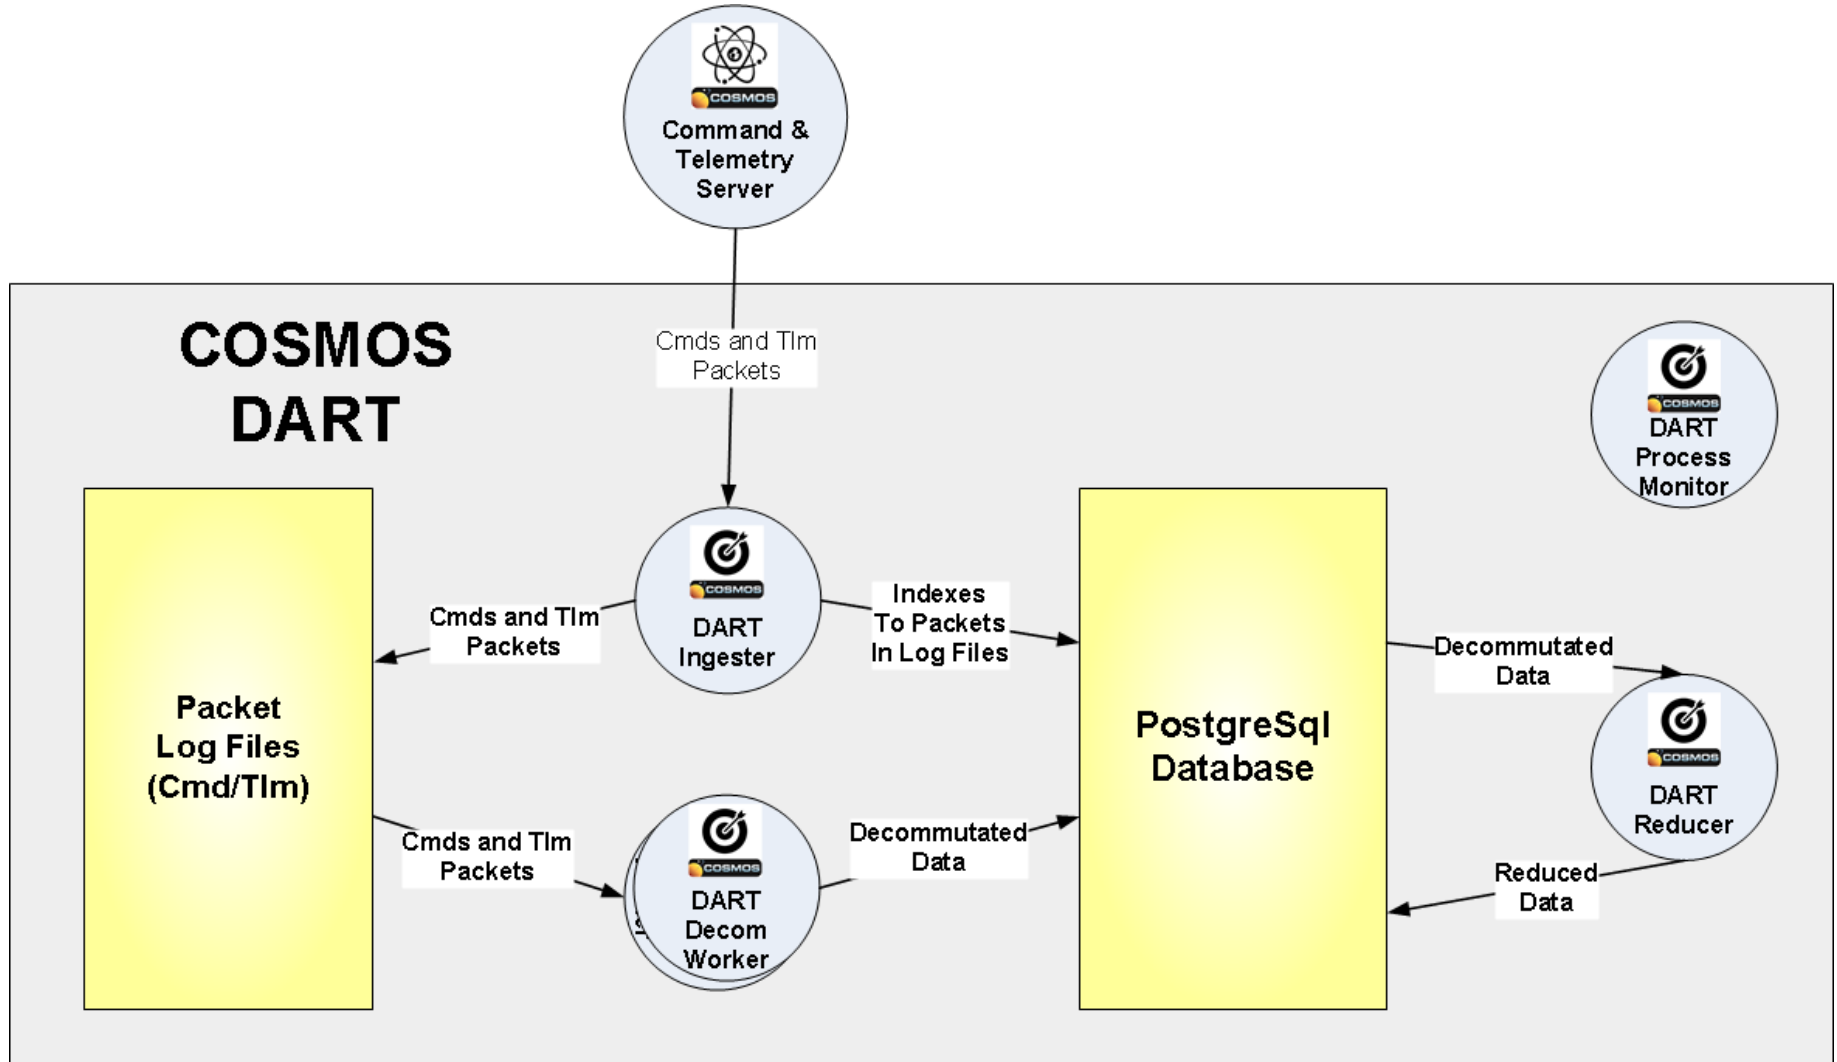 COSMOS
Command &
Telemetry
Server
COSMOS
DART
Cmds and Tlm
Packets
COSMOS
DART
Process
Monitor
COSMOS
DART
Ingester
Cmds and Tlm
Packets
Indexes
To Packets
In Log Files
Decommutated
Data
Packet
Log Files
(Cmd/Tlm)
PostgreSql
Database
COSMOS
DART
Reducer
Cmds and Tlm
Packets
COSMOS
DART
Decom
Worker
Decommutated
Data
Reduced
Data